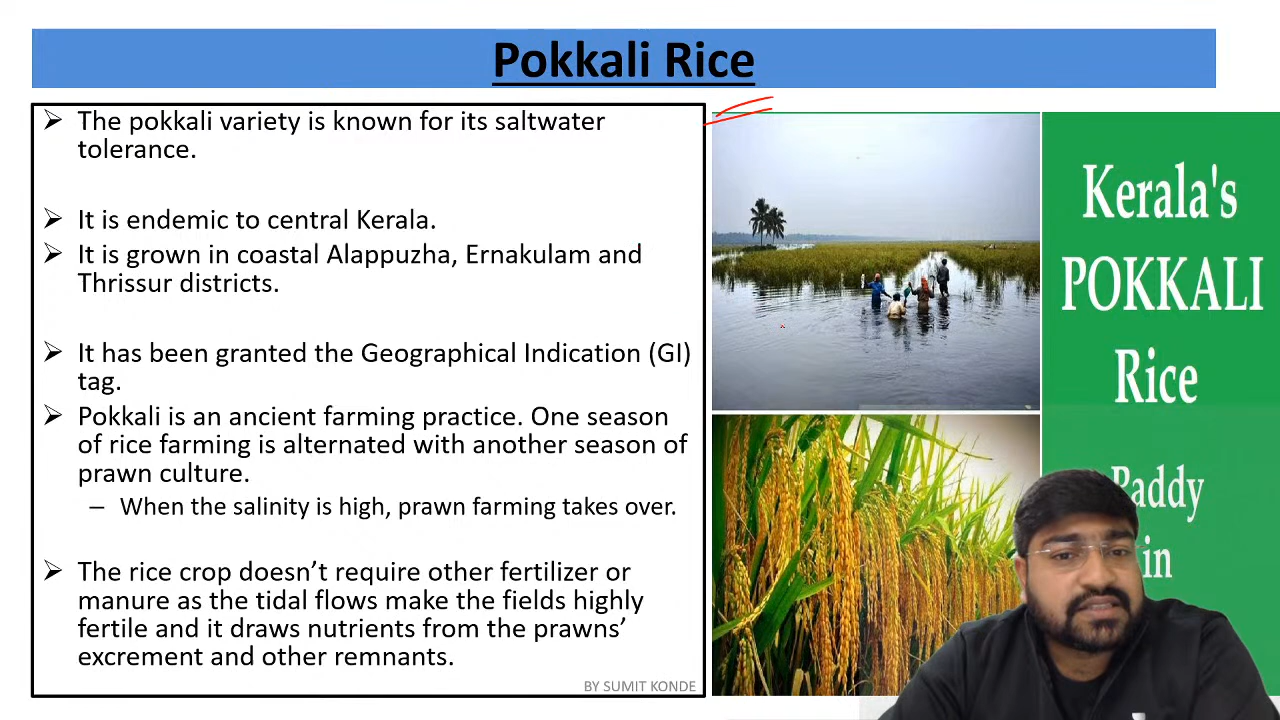 Pokkali Rice
➢ The pokkali variety is known for its saltwater
tolerance.
➢ It is endemic to central Kerala.
➢ It is grown in coastal Alappuzha, Ernakulam and
Thrissur districts.
➢ It has been granted the Geographical Indication (GI)
tag.
➢ Pokkali is an ancient farming practice. One season
of rice farming is alternated with another season of
prawn culture.
– When the salinity is high, prawn farming takes over.
➢ The rice crop doesn’t require other fertilizer or
manure as the tidal flows make the fields highly
fertile and it draws nutrients from the prawns’
excrement and other remnants.
BY SUMIT KONDE
Kerala's
POKKALI
Rice
Paddy
in